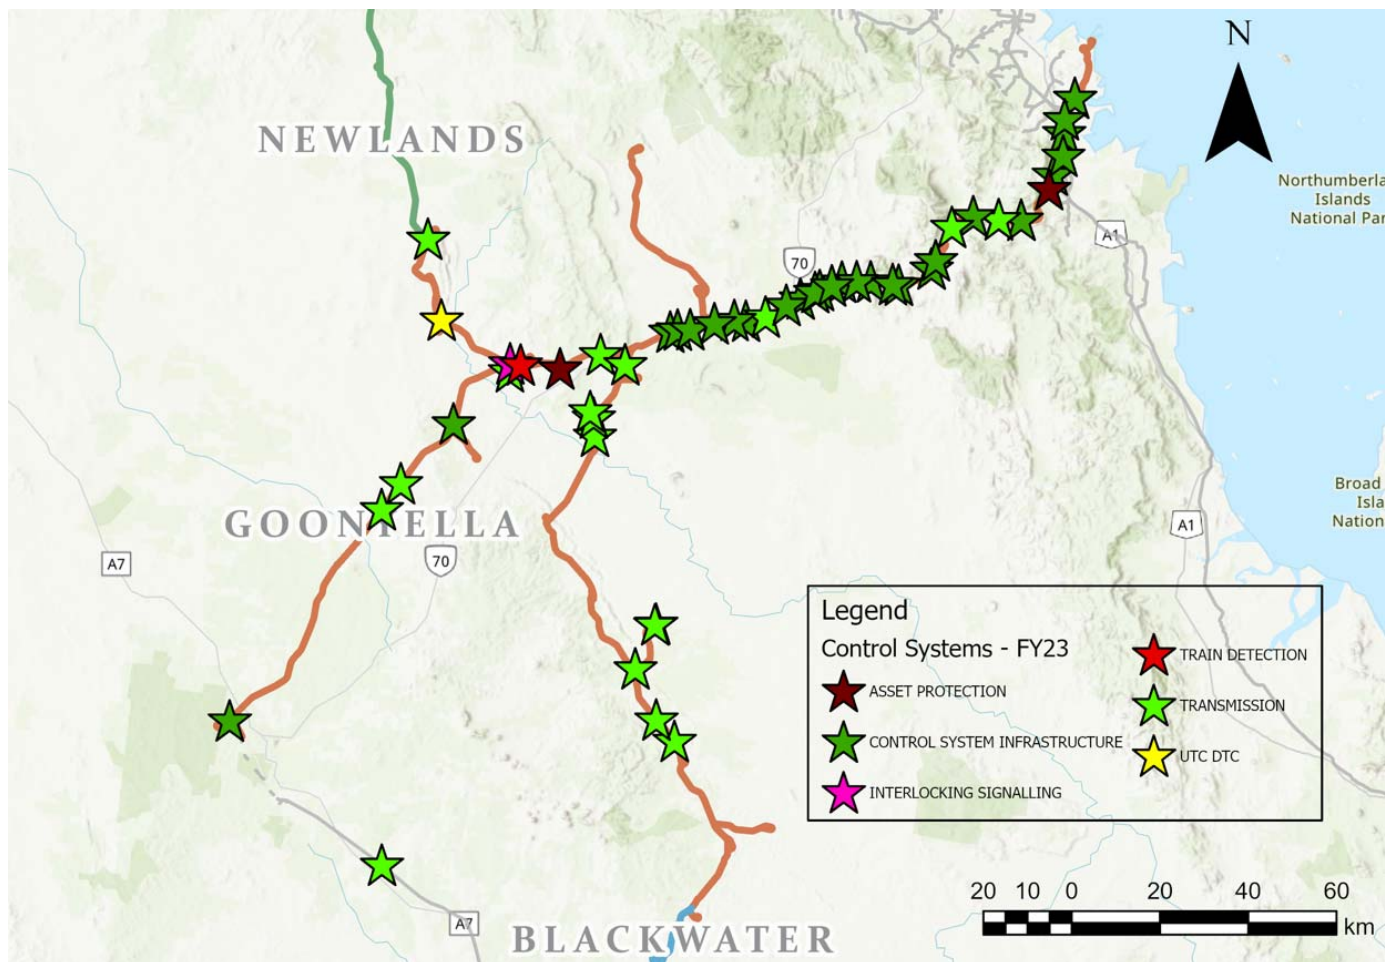 N
NEWLANDS
Northumberla
Islands
National Par
A1
70
Broad
Isla
Nation
A1
GOONYELLA
A7
70
Legend
Control Systems - FY23
ASSET PROTECTION
CONTROL SYSTEM INFRASTRUCTURE
INTERLOCKING SIGNALLING
TRAIN DETECTION
TRANSMISSION
UTC DTC
20 10 0 20 40 60
km
A7
BLACKWATER